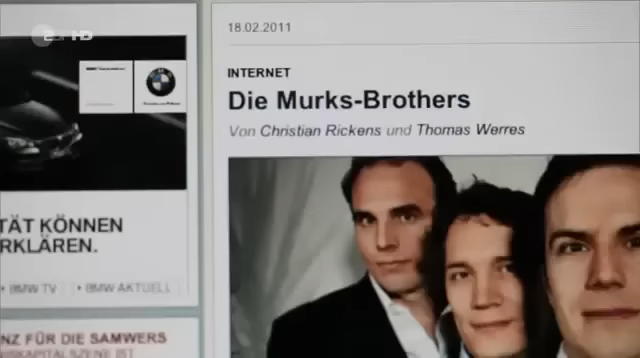 ZDF HD
18.02.2011
INTERNET
Die Murks-Brothers
Von Christian Rickens und Thomas Werres
TÄT KÖNNEN
RKLÄREN.
BMW TV
BMW AKTUELL
NZ FÜR DIE SAMWERS